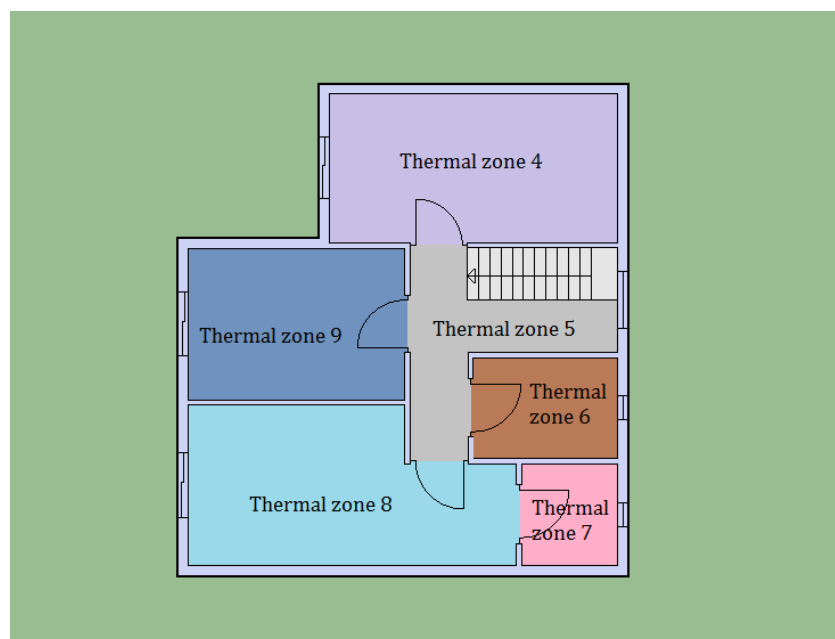 Thermal zone 4
Thermal zone 9
Thermal zone 5
Thermal
zone 6
Thermal zone 8
Thermal
zone 7